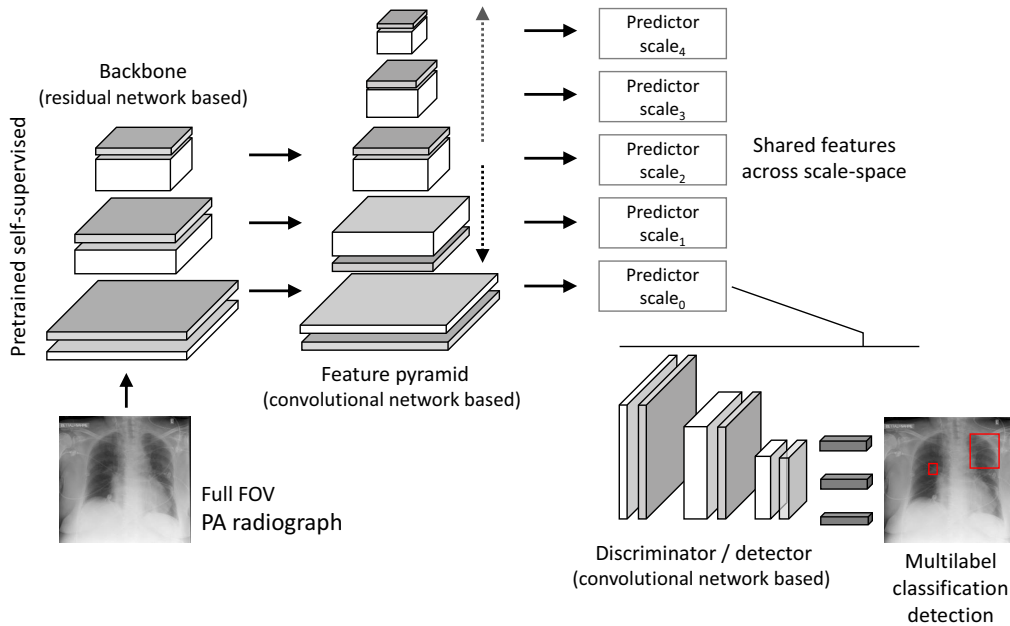 Pretrained self-supervised
Backbone
(residual network based)
Predictor
scale4
Predictor
scale3
Predictor
scale2
Predictor
scale1
Predictor
scale0
Shared features
across scale-space
Feature pyramid
(convolutional network based)
Full FOV
PA radiograph
Discriminator / detector
(convolutional network based)
Multilabel
classification
detection